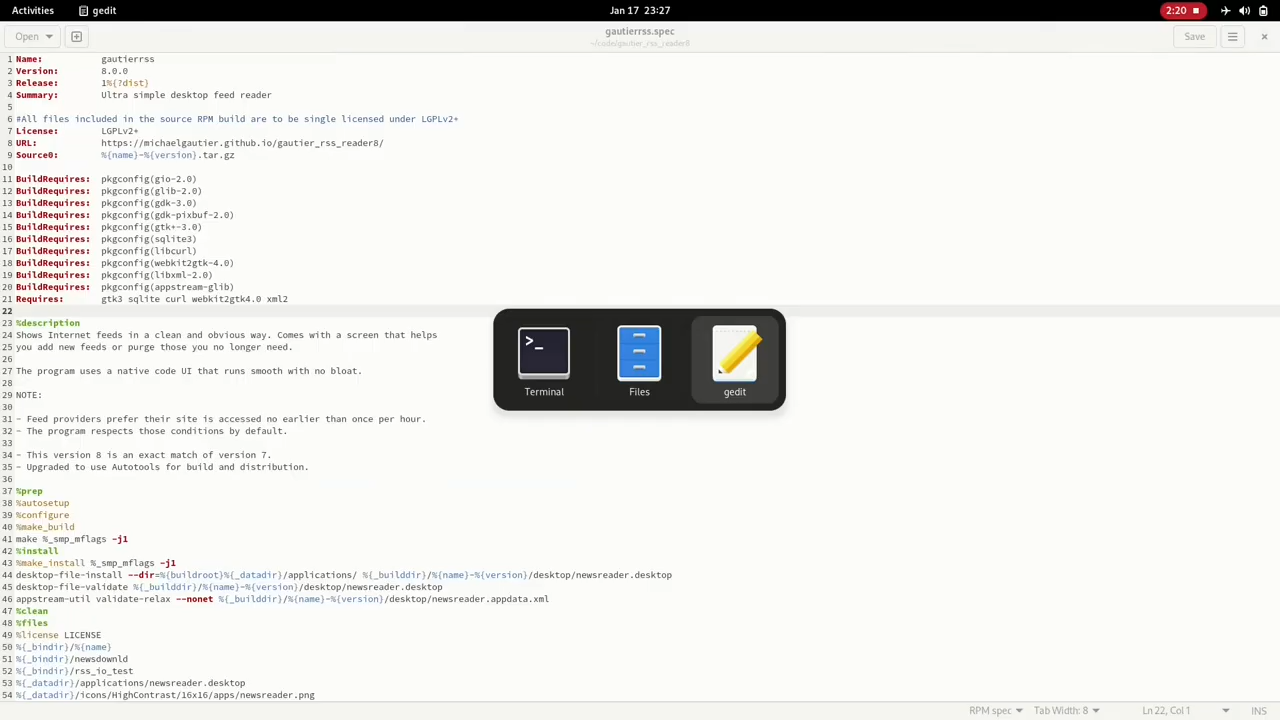 Activities gedit Jan 17 23:27 2:20
Open gautierrss.spec Save
~/code/gautier_rss_reader8
1 Name: gautierrss
2 Version: 8.0.0
3 Release: 1%{?dist}
4 Summary: Ultra simple desktop feed reader
5
6 #All files included in the source RPM build are to be single licensed under LGPLv2+
7 License: LGPLv2+
8 URL: https://michaelgautier.github.io/gautier_rss_reader8/
9 Source0: %{name}-%{version}.tar.gz
10
11 BuildRequires: pkgconfig(gio-2.0)
12 BuildRequires: pkgconfig(glib-2.0)
13 BuildRequires: pkgconfig(gdk-3.0)
14 BuildRequires: pkgconfig(gdk-pixbuf-2.0)
15 BuildRequires: pkgconfig(gtk+-3.0)
16 BuildRequires: pkgconfig(sqlite3)
17 BuildRequires: pkgconfig(libcurl)
18 BuildRequires: pkgconfig(webkit2gtk-4.0)
19 BuildRequires: pkgconfig(libxml-2.0)
20 BuildRequires: pkgconfig(appstream-glib)
21 Requires: gtk3 sqlite curl webkit2gtk4.0 xml2
22
23 %description
24 Shows Internet feeds in a clean and obvious way. Comes with a screen that helps
25 you add new feeds or purge those you no longer need.
26
27 The program uses a native code UI that runs smooth with no bloat.
28
29 NOTE:
30
31 - Feed providers prefer their site is accessed no earlier than once per hour.
32 - The program respects those conditions by default.
33
34 - This version 8 is an exact match of version 7.
35 - Upgraded to use Autotools for build and distribution.
36
37 %prep
38 %autosetup
39 %configure
40 %make_build
41 make %_smp_mflags -j1
42 %install
43 %make_install %_smp_mflags -j1
44 desktop-file-install --dir=%{buildroot}%{_datadir}/applications/ %{_builddir}/%{name}-%{version}/desktop/newsreader.desktop
45 desktop-file-validate %{_builddir}/%{name}-%{version}/desktop/newsreader.desktop
46 appstream-util validate-relax --nonet %{_builddir}/%{name}-%{version}/desktop/newsreader.appdata.xml
47 %clean
48 %files
49 %license LICENSE
50 %{_bindir}/%{name}
51 %{_bindir}/newsdownld
52 %{_bindir}/rss_io_test
53 %{_datadir}/applications/newsreader.desktop
54 %{_datadir}/icons/HighContrast/16x16/apps/newsreader.png
>_
Terminal Files gedit
RPM spec Tab Width: 8 Ln 22, Col 1 INS